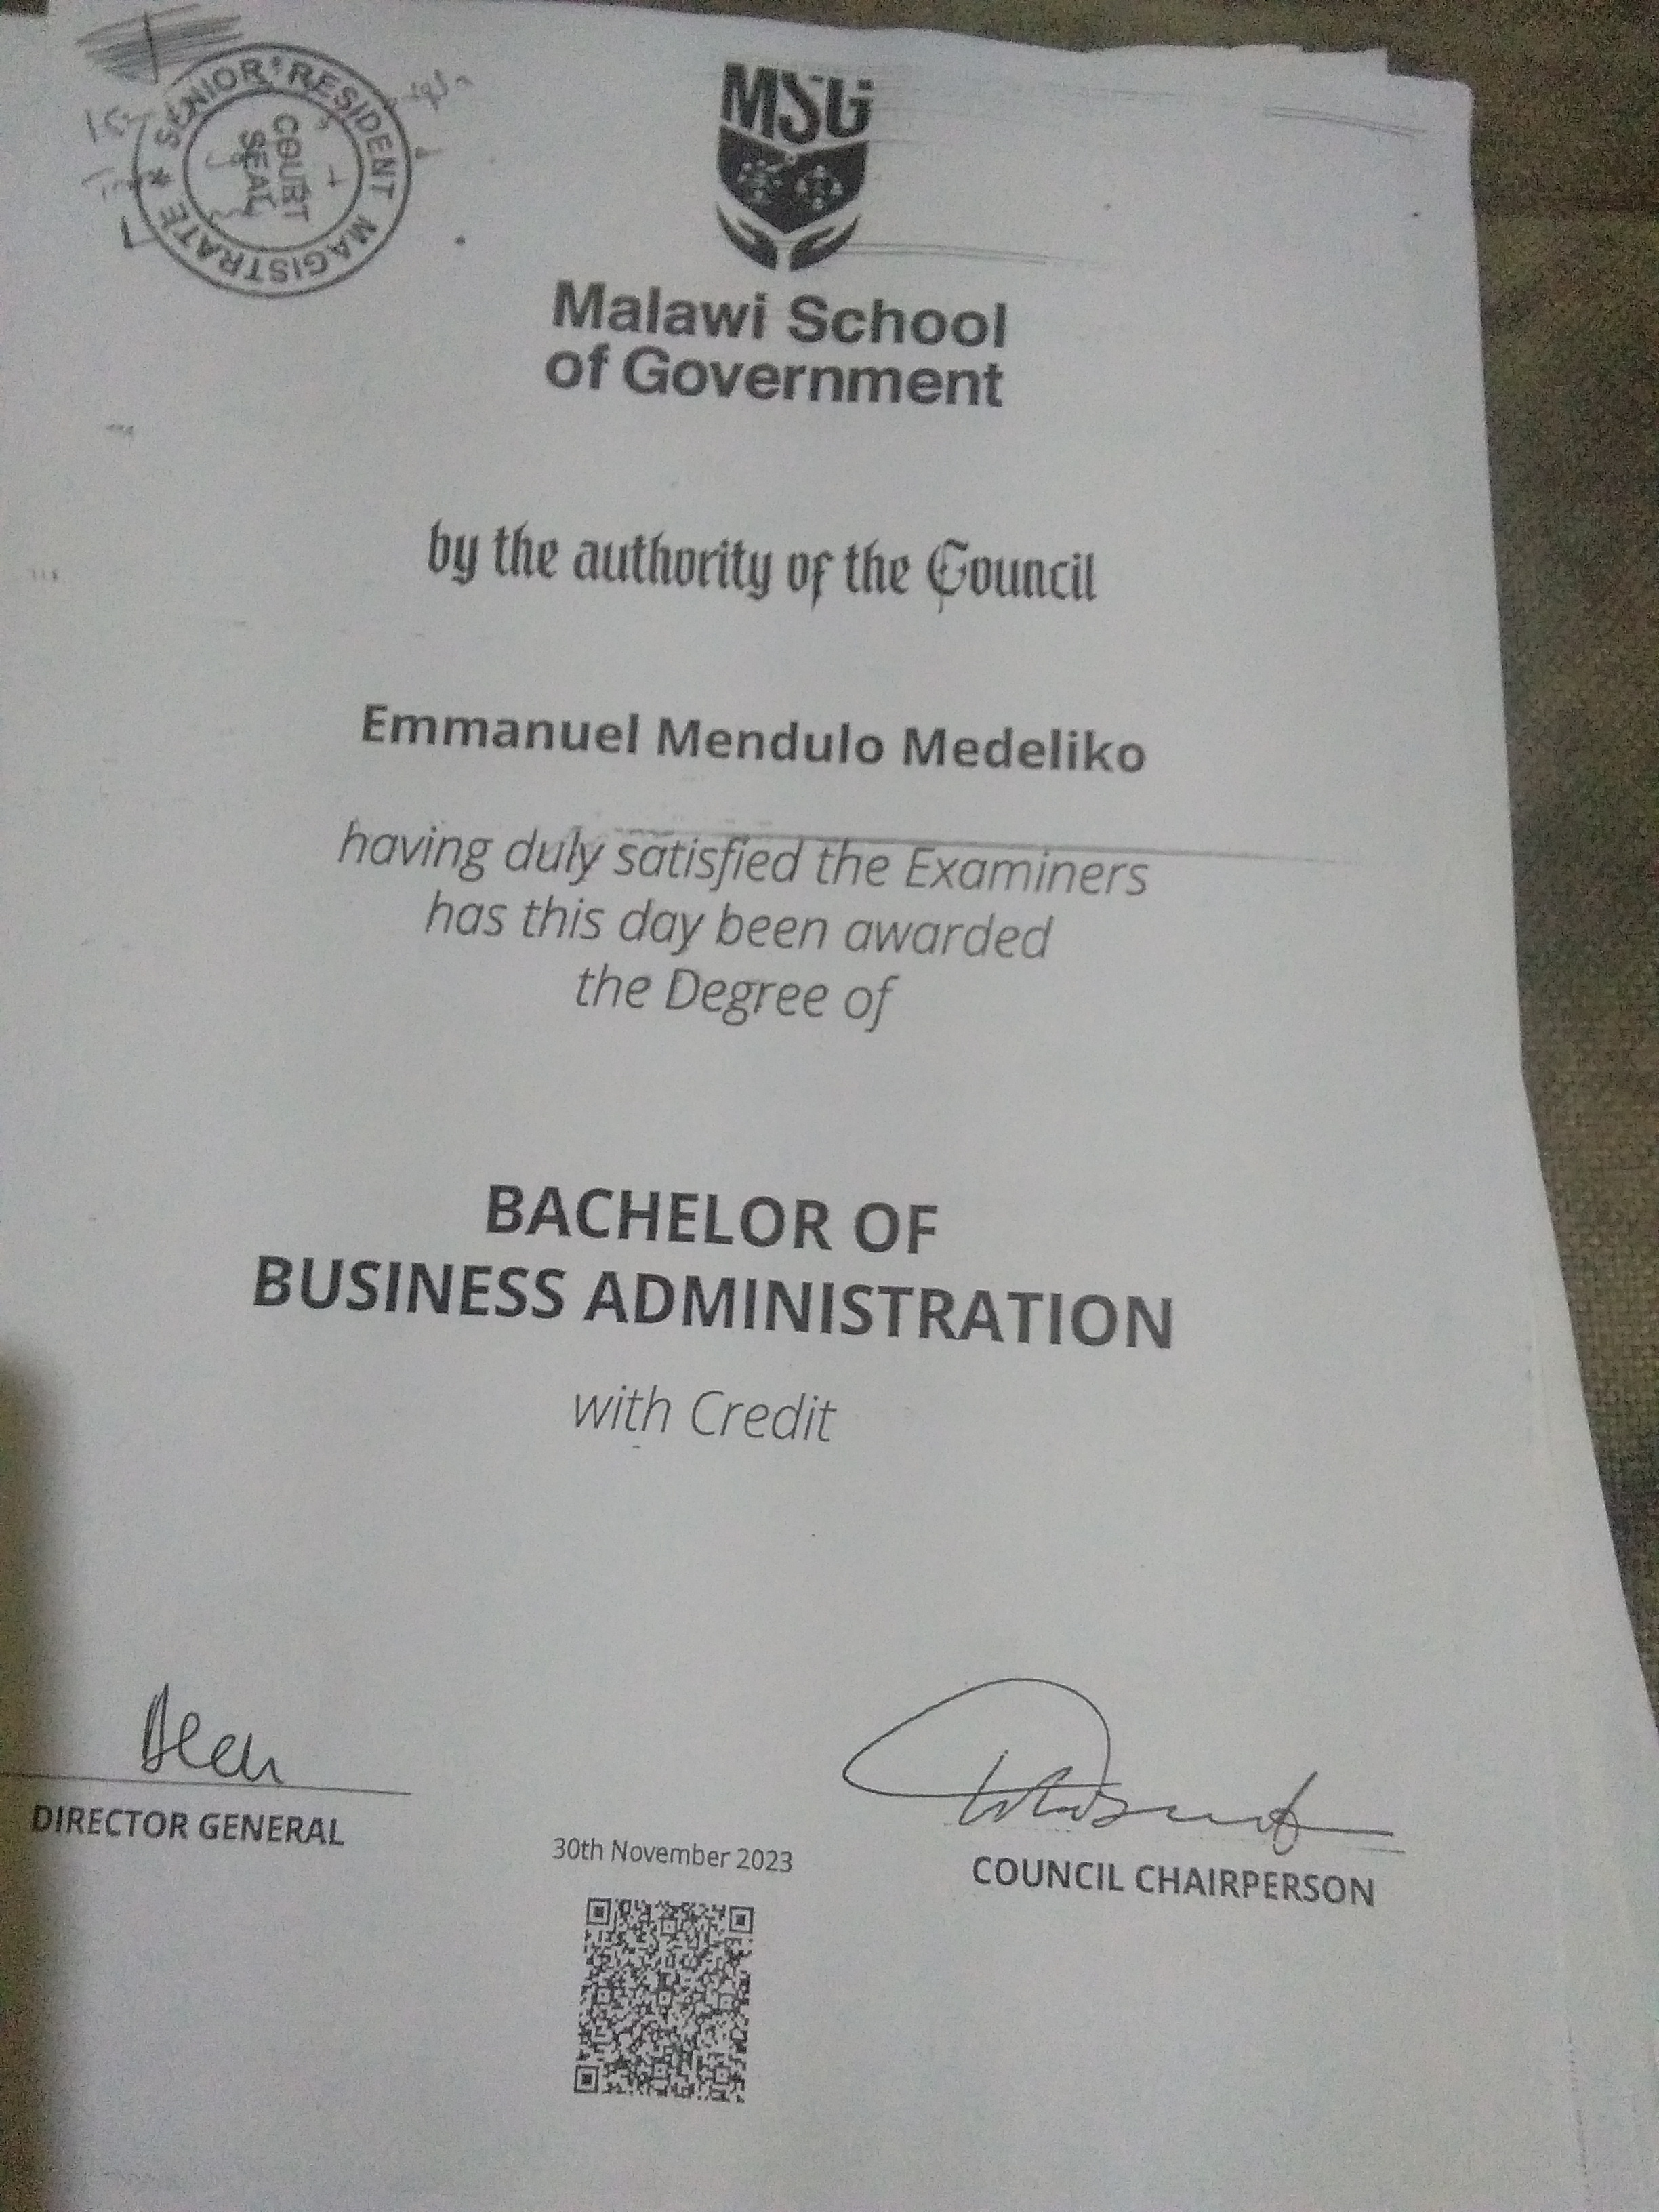 SENIOR RESIDENT MAGISTRATE
COURT
SEAL
MSG
Malawi School
of Government
by the authority of the Council
Emmanuel Mendulo Medeliko
having duly satisfied the Examiners
has this day been awarded
the Degree of
BACHELOR OF
BUSINESS ADMINISTRATION
with Credit
DIRECTOR GENERAL
30th November 2023
COUNCIL CHAIRPERSON